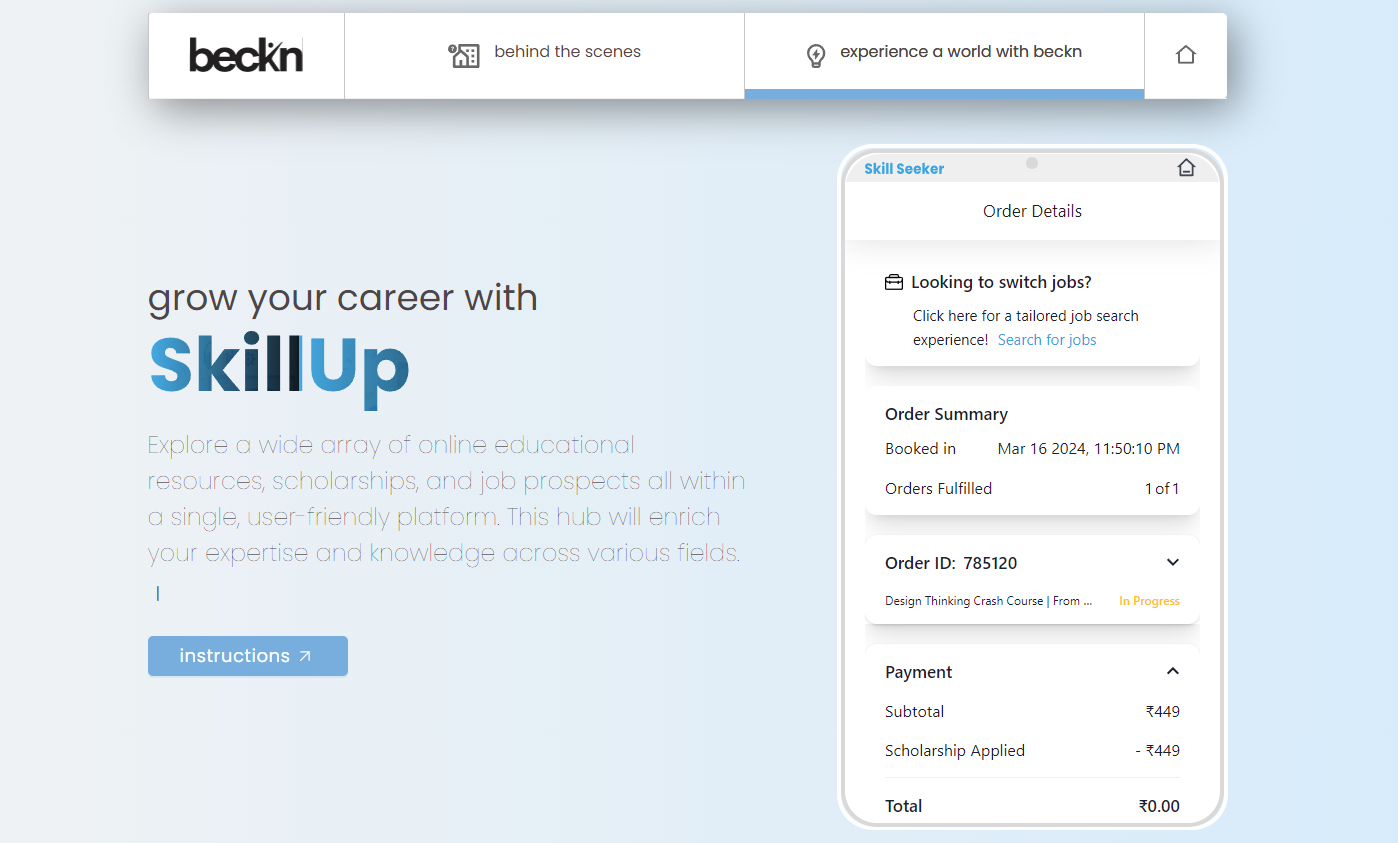 beckn
behind the scenes
experience a world with beckn
grow your career with
SkillUp
Explore a wide array of online educational
resources, scholarships, and job prospects all within
a single, user-friendly platform. This hub will enrich
your expertise and knowledge across various fields.
instructions
Skill Seeker
Order Details
Looking to switch jobs?
Click here for a tailored job search
experience! Search for jobs
Order Summary
Booked in Mar 16 2024, 11:50:10 PM
Orders Fulfilled 1 of 1
Order ID: 785120
Design Thinking Crash Course | From ... In Progress
Payment
Subtotal ₹449
Scholarship Applied - ₹449
Total ₹0.00